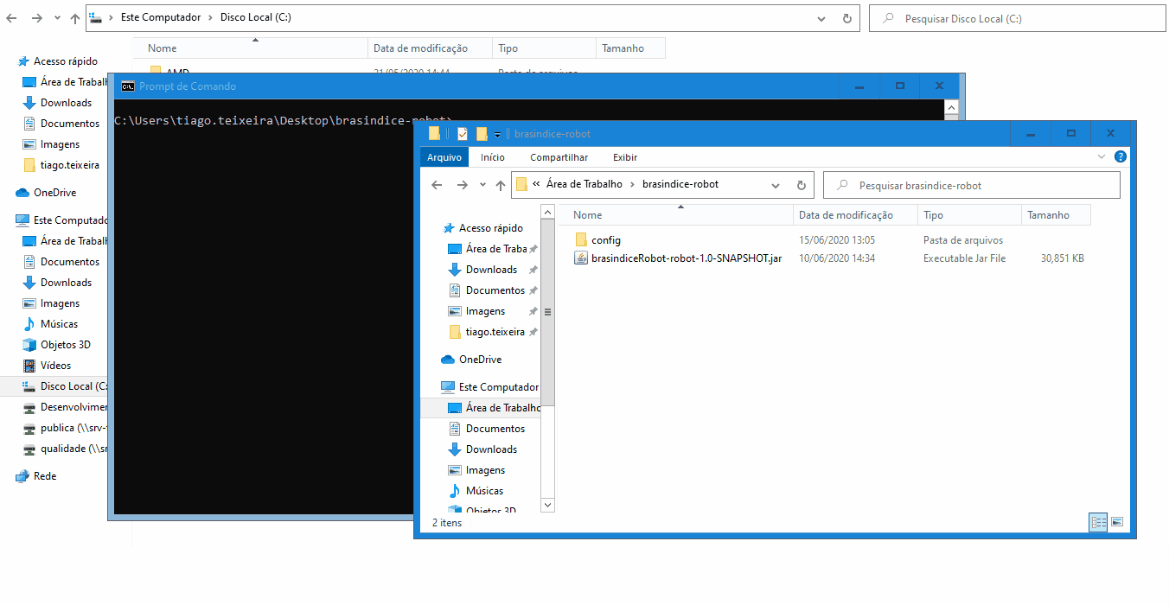 Este Computador > Disco Local (C:)
Pesquisar Disco Local (C:)
Nome Data de modificação Tipo Tamanho
Acesso rápido
Área de Trabalh
Downloads
Documentos
Imagens
tiago.teixeira
OneDrive
Este Computado
Área de Trabalh
Documentos
Downloads
Imagens
Músicas
Objetos 3D
Vídeos
Disco Local (C:
Desenvolvimen
publica (\\srv-
qualidade (\\sr
Rede
AMD 21/05/2020 14:44 Pasta de arquivos
Prompt de Comando
C:\Users\tiago.teixeira\Desktop\brasindice-robot>
brasindice-robot
Arquivo Início Compartilhar Exibir
« Área de Trabalho > brasindice-robot
Pesquisar brasindice-robot
Nome Data de modificação Tipo Tamanho
config 15/06/2020 13:05 Pasta de arquivos
brasindiceRobot-robot-1.0-SNAPSHOT.jar 10/06/2020 14:34 Executable Jar File 30,851 KB
Acesso rápido
Área de Traba
Downloads
Documentos
Imagens
tiago.teixeira
OneDrive
Este Computador
Área de Trabalho
Documentos
Downloads
Imagens
Músicas
Objetos 3D
2 itens